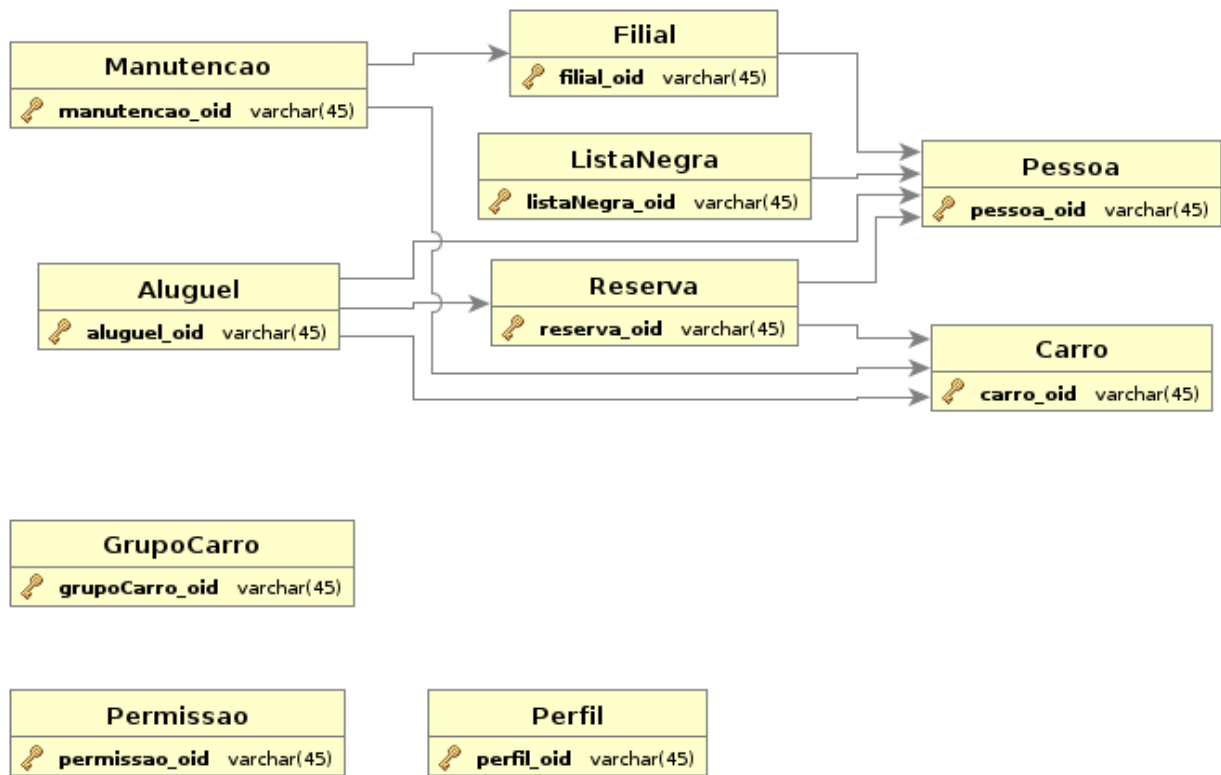 Manutencao
manutencao_oid varchar(45)
Filial
filial_oid varchar(45)
ListaNegra
listaNegra_oid varchar(45)
Pessoa
pessoa_oid varchar(45)
Aluguel
aluguel_oid varchar(45)
Reserva
reserva_oid varchar(45)
Carro
carro_oid varchar(45)
GrupoCarro
grupoCarro_oid varchar(45)
Permissao
permissao_oid varchar(45)
Perfil
perfil_oid varchar(45)